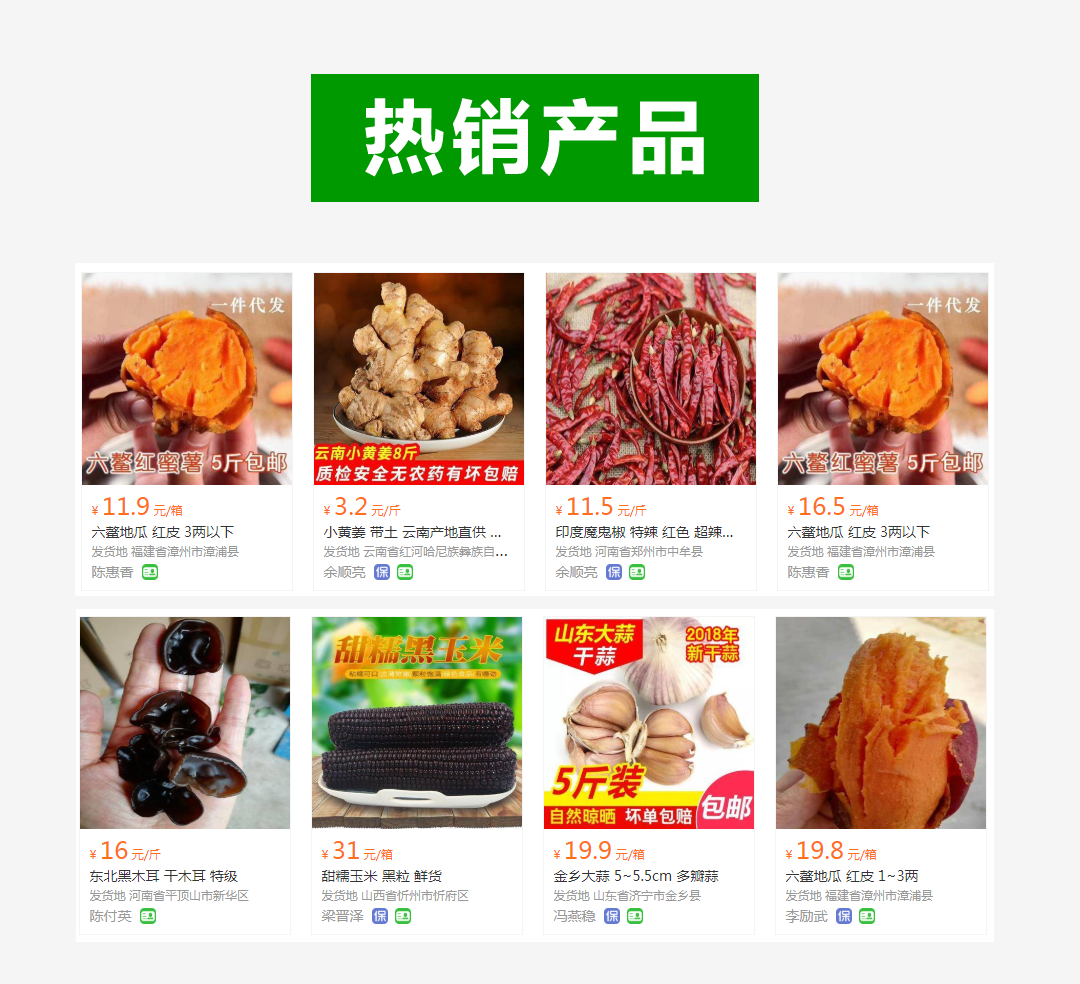 热销产品
一件代发
六鳌红蜜薯 5斤包邮
¥ 11.9 元/箱
六鳌地瓜 红皮 3两以下
发货地 福建省漳州市漳浦县
陈惠香
云南小黄姜8斤
质检安全无农药有坏包赔
¥ 3.2 元/斤
小黄姜 带土 云南产地直供 ...
发货地 云南省红河哈尼族彝族自...
余顺亮 保
¥ 11.5 元/斤
印度魔鬼椒 特辣 红色 超辣...
发货地 河南省郑州市中牟县
余顺亮 保
一件代发
六鳌红蜜薯 5斤包邮
¥ 16.5 元/箱
六鳌地瓜 红皮 3两以下
发货地 福建省漳州市漳浦县
陈惠香
¥ 16 元/斤
东北黑木耳 干木耳 特级
发货地 河南省平顶山市新华区
陈付英
甜糯黑玉米
¥ 31 元/箱
甜糯玉米 黑粒 鲜货
发货地 山西省忻州市忻府区
梁晋泽 保
山东大蒜
干蒜
2018年
新干蒜
5斤装
自然晾晒 坏单包赔
包邮
¥ 19.9 元/箱
金乡大蒜 5~5.5cm 多瓣蒜
发货地 山东省济宁市金乡县
冯燕稳 保
¥ 19.8 元/箱
六鳌地瓜 红皮 1~3两
发货地 福建省漳州市漳浦县
李励武 保